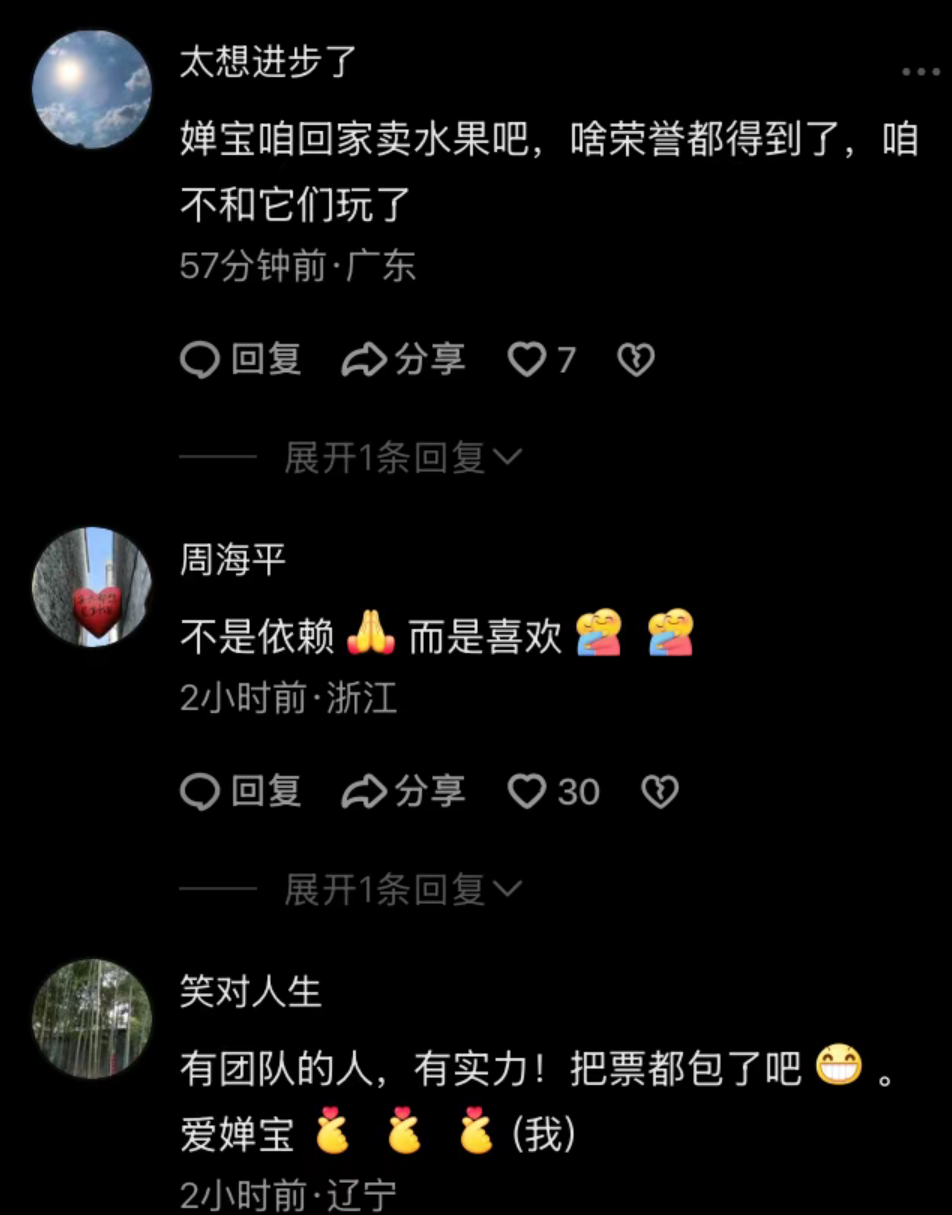 太想进步了
婵宝咱回家卖水果吧，啥荣誉都得到了，咱
不和它们玩了
57分钟前·广东
回复 分享 7
展开1条回复
周海平
不是依赖🙏而是喜欢🫂 🫂
2小时前·浙江
回复 分享 30
展开1条回复
笑对人生
有团队的人，有实力！把票都包了吧😁。
爱婵宝🫰 🫰 🫰(我)
2小时前·辽宁